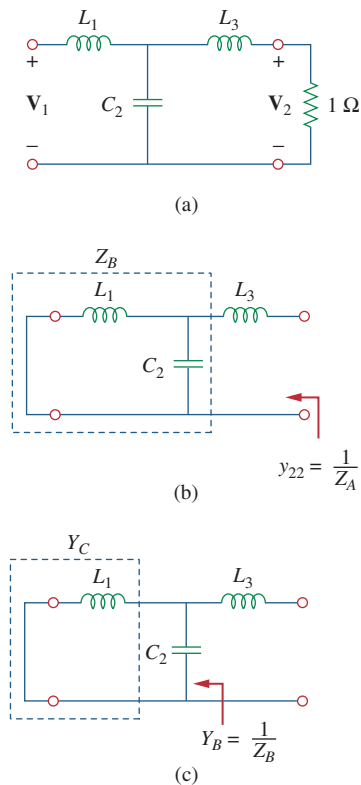 L1 L3
+ +
V1 C2 V2 1 Ω
− −
(a)
ZB
L1 L3
C2
y22 = 1/ZA
(b)
YC
L1 L3
C2
YB = 1/ZB
(c)